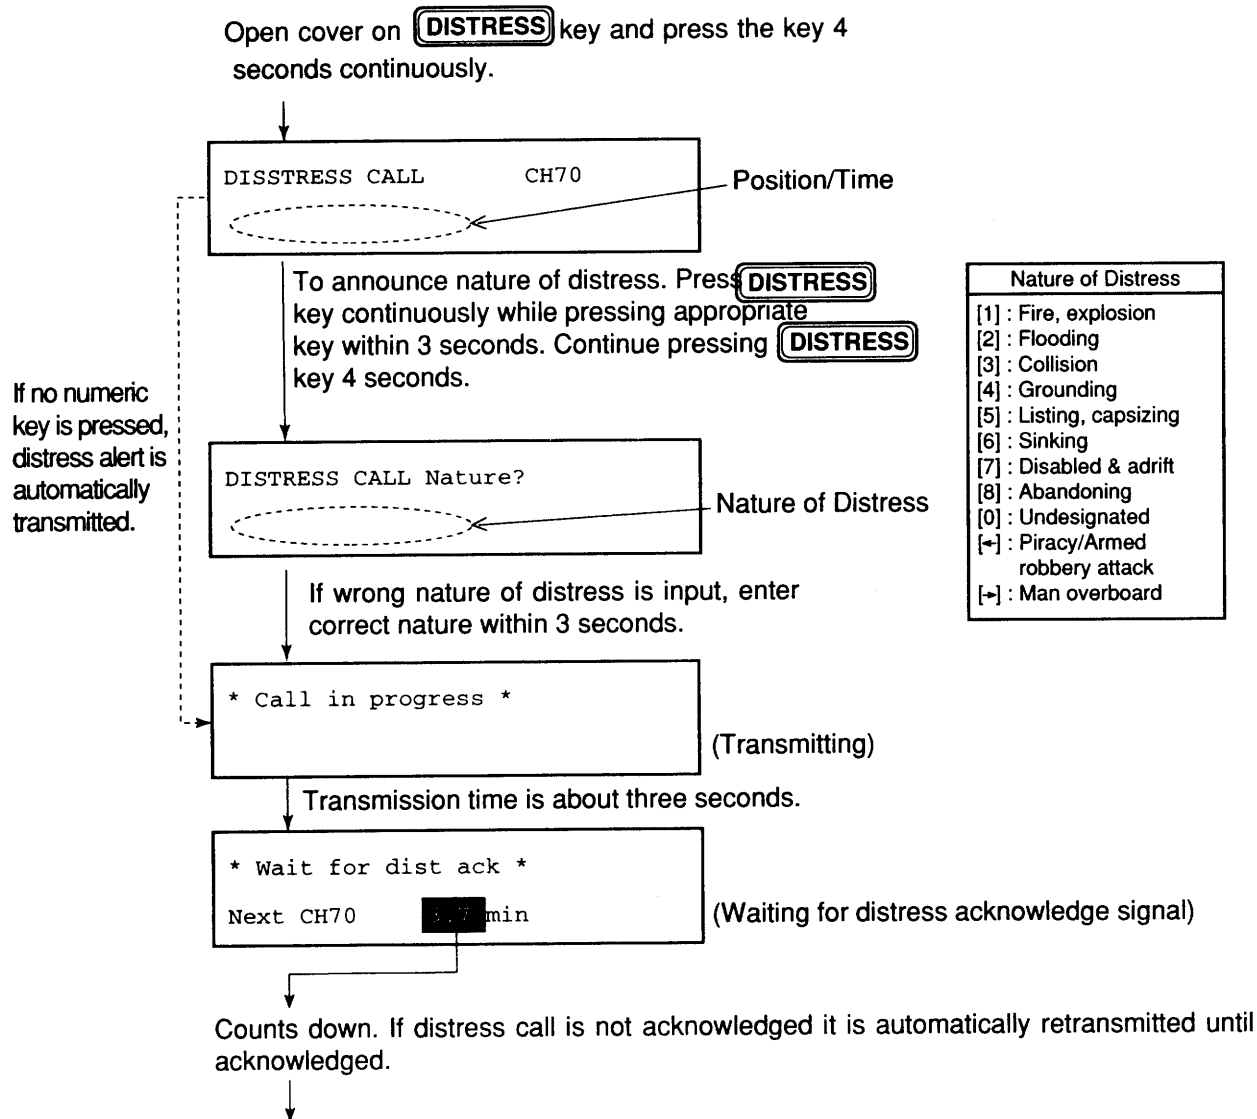 Open cover on DISTRESS key and press the key 4
seconds continuously.
DISSTRESS CALL CH70
Position/Time
To announce nature of distress. Press DISTRESS
key continuously while pressing appropriate
key within 3 seconds. Continue pressing DISTRESS
key 4 seconds.
If no numeric
key is pressed,
distress alert is
automatically
transmitted.
DISTRESS CALL Nature?
Nature of Distress
If wrong nature of distress is input, enter
correct nature within 3 seconds.
* Call in progress *
(Transmitting)
Transmission time is about three seconds.
* Wait for dist ack *
Next CH70 min
(Waiting for distress acknowledge signal)
Counts down. If distress call is not acknowledged it is automatically retransmitted until
acknowledged.
Nature of Distress
[1] : Fire, explosion
[2] : Flooding
[3] : Collision
[4] : Grounding
[5] : Listing, capsizing
[6] : Sinking
[7] : Disabled & adrift
[8] : Abandoning
[0] : Undesignated
[←] : Piracy/Armed
robbery attack
[→] : Man overboard